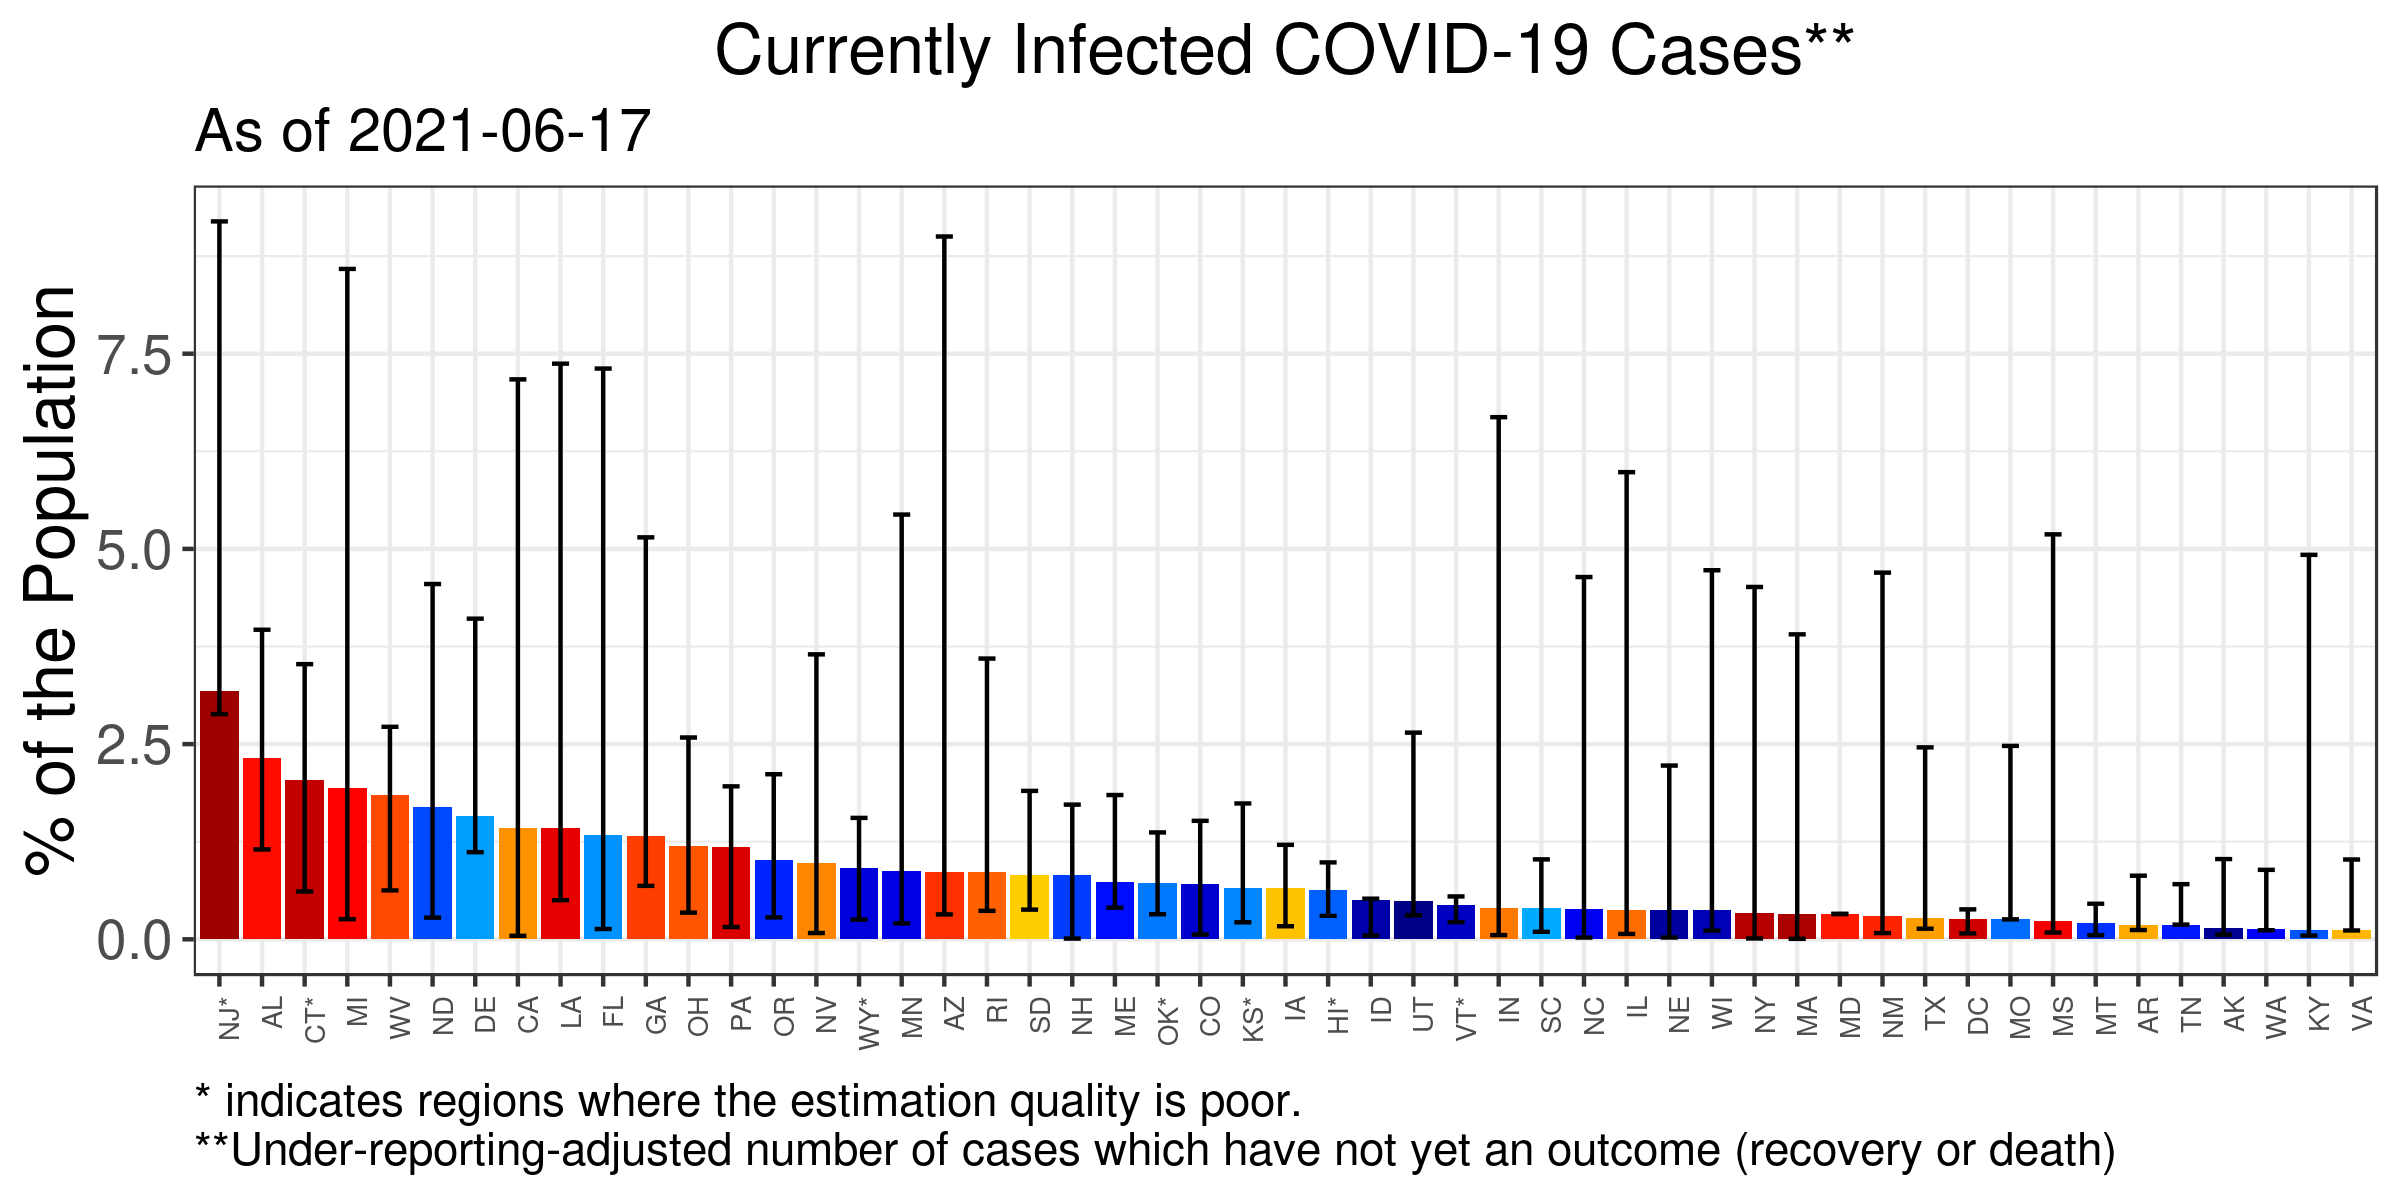 Currently Infected COVID-19 Cases**
As of 2021-06-17
% of the Population
7.5
5.0
2.5
0.0
NJ* AL CT* MI WV ND DE CA LA FL GA OH PA OR NV WY* MN AZ RI SD NH ME OK* CO KS* IA HI* ID UT VT* IN SC NC IL NE WI NY MA MD NM TX DC MO MS MT AR TN AK WA KY VA
* indicates regions where the estimation quality is poor.
**Under-reporting-adjusted number of cases which have not yet an outcome (recovery or death)